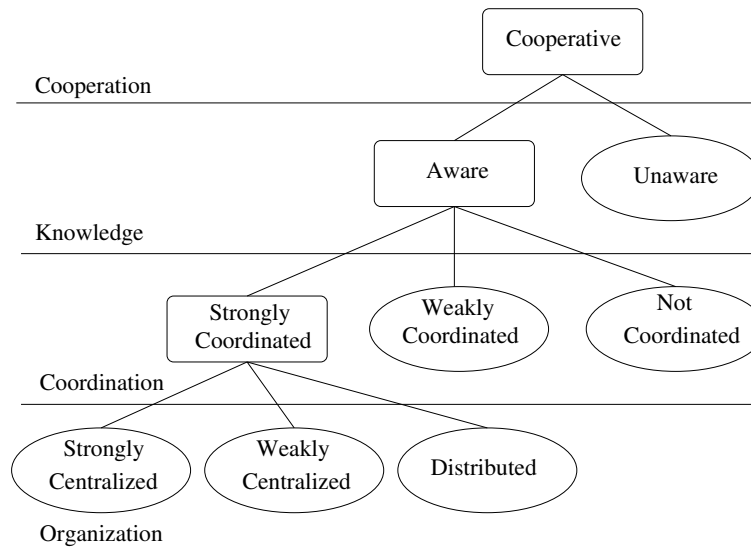 Cooperative
Cooperation
Aware
Unaware
Knowledge
Strongly
Coordinated
Weakly
Coordinated
Not
Coordinated
Coordination
Strongly
Centralized
Weakly
Centralized
Distributed
Organization